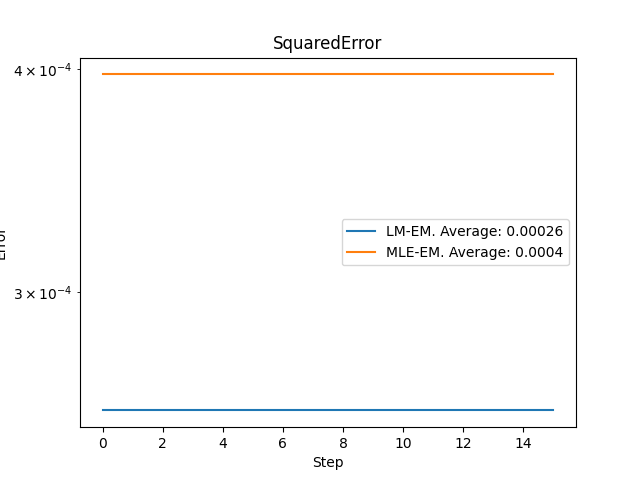 SquaredError
4 × 10⁻⁴
3 × 10⁻⁴
Error
LM-EM. Average: 0.00026
MLE-EM. Average: 0.0004
0 2 4 6 8 10 12 14
Step